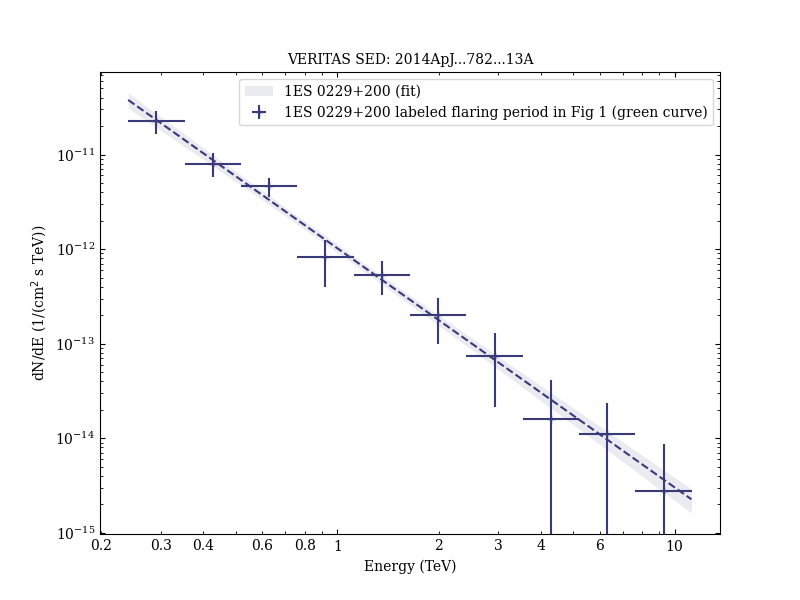 VERITAS SED: 2014ApJ...782...13A
1ES 0229+200 (fit)
1ES 0229+200 labeled flaring period in Fig 1 (green curve)
dN/dE (1/(cm² s TeV))
10⁻¹¹
10⁻¹²
10⁻¹³
10⁻¹⁴
10⁻¹⁵
0.2 0.3 0.4 0.6 0.8 1 2 3 4 6 10
Energy (TeV)